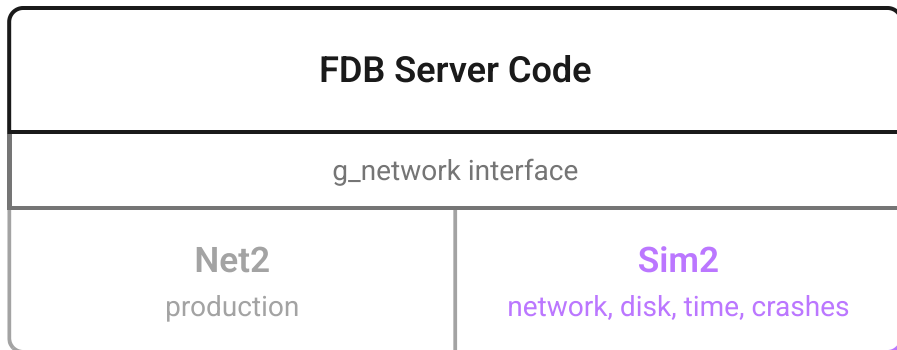 FDB Server Code
g_network interface
Net2
production
Sim2
network, disk, time, crashes